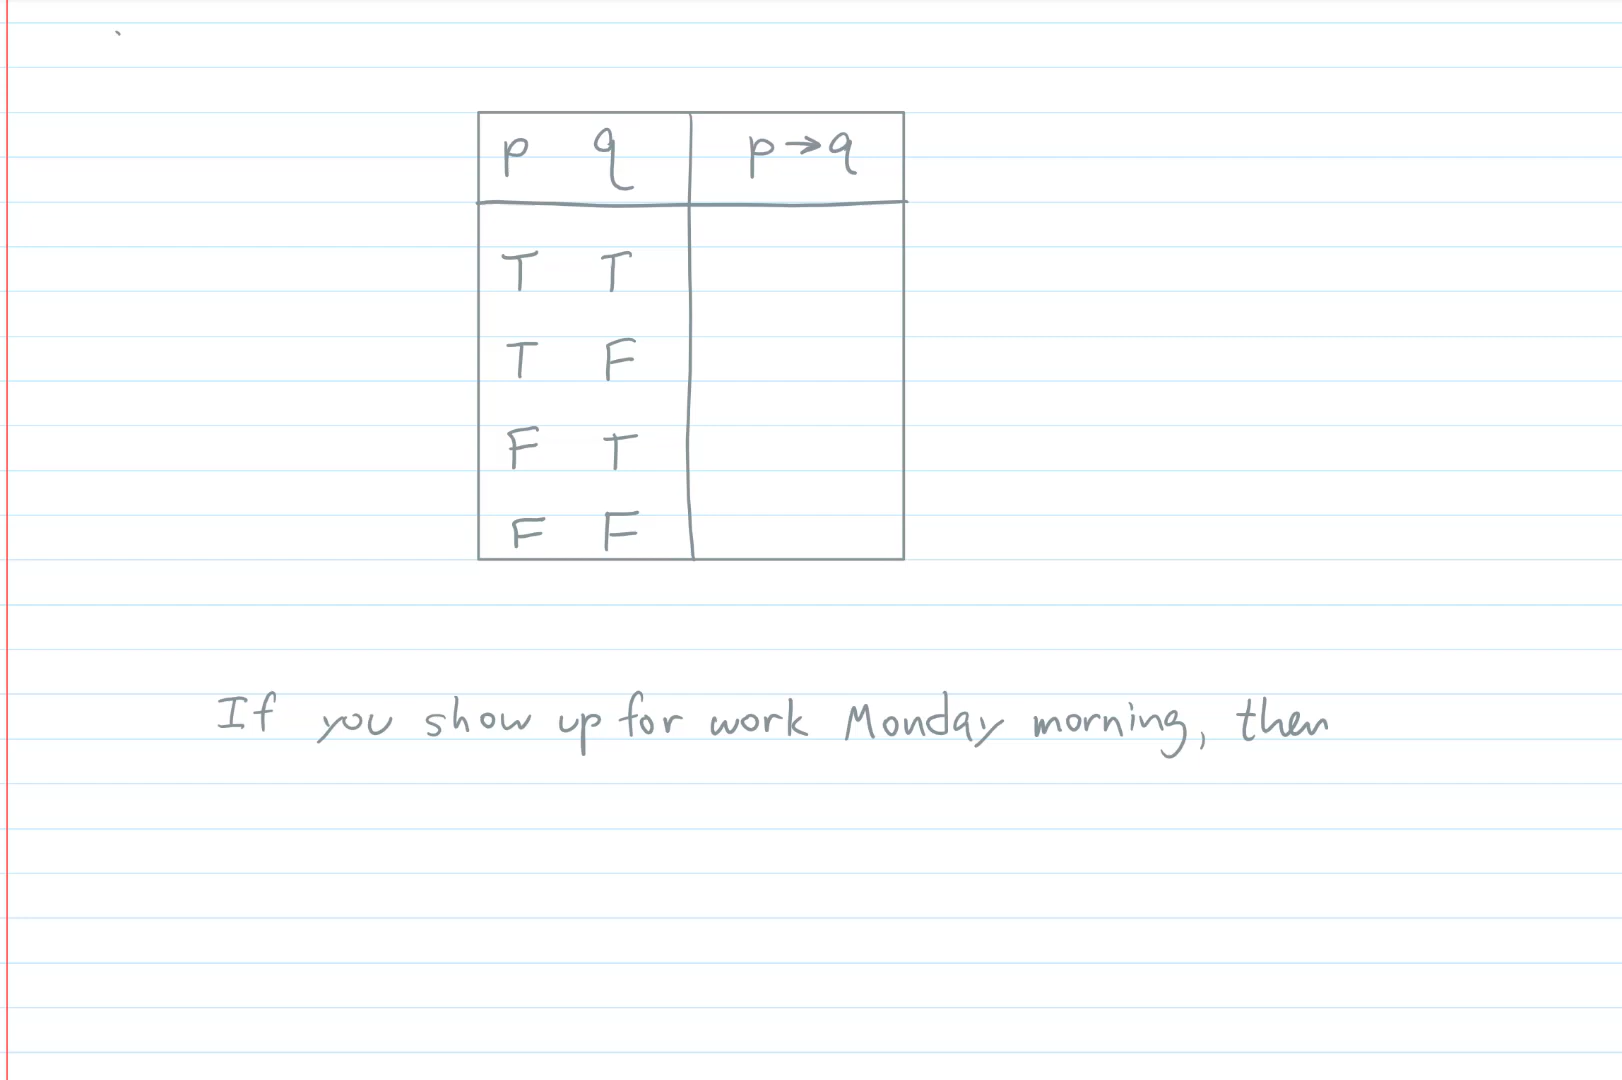 p q p→q
T T
T F
F T
F F
If you show up for work Monday morning, then